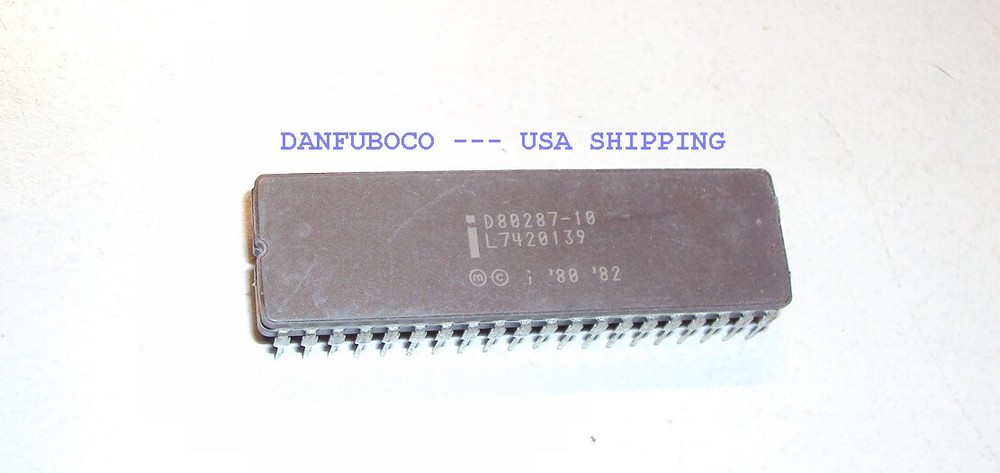 DANFUBOCO --- USA SHIPPING
i D80287-10
L7420139
ⓜ © i '80 '82